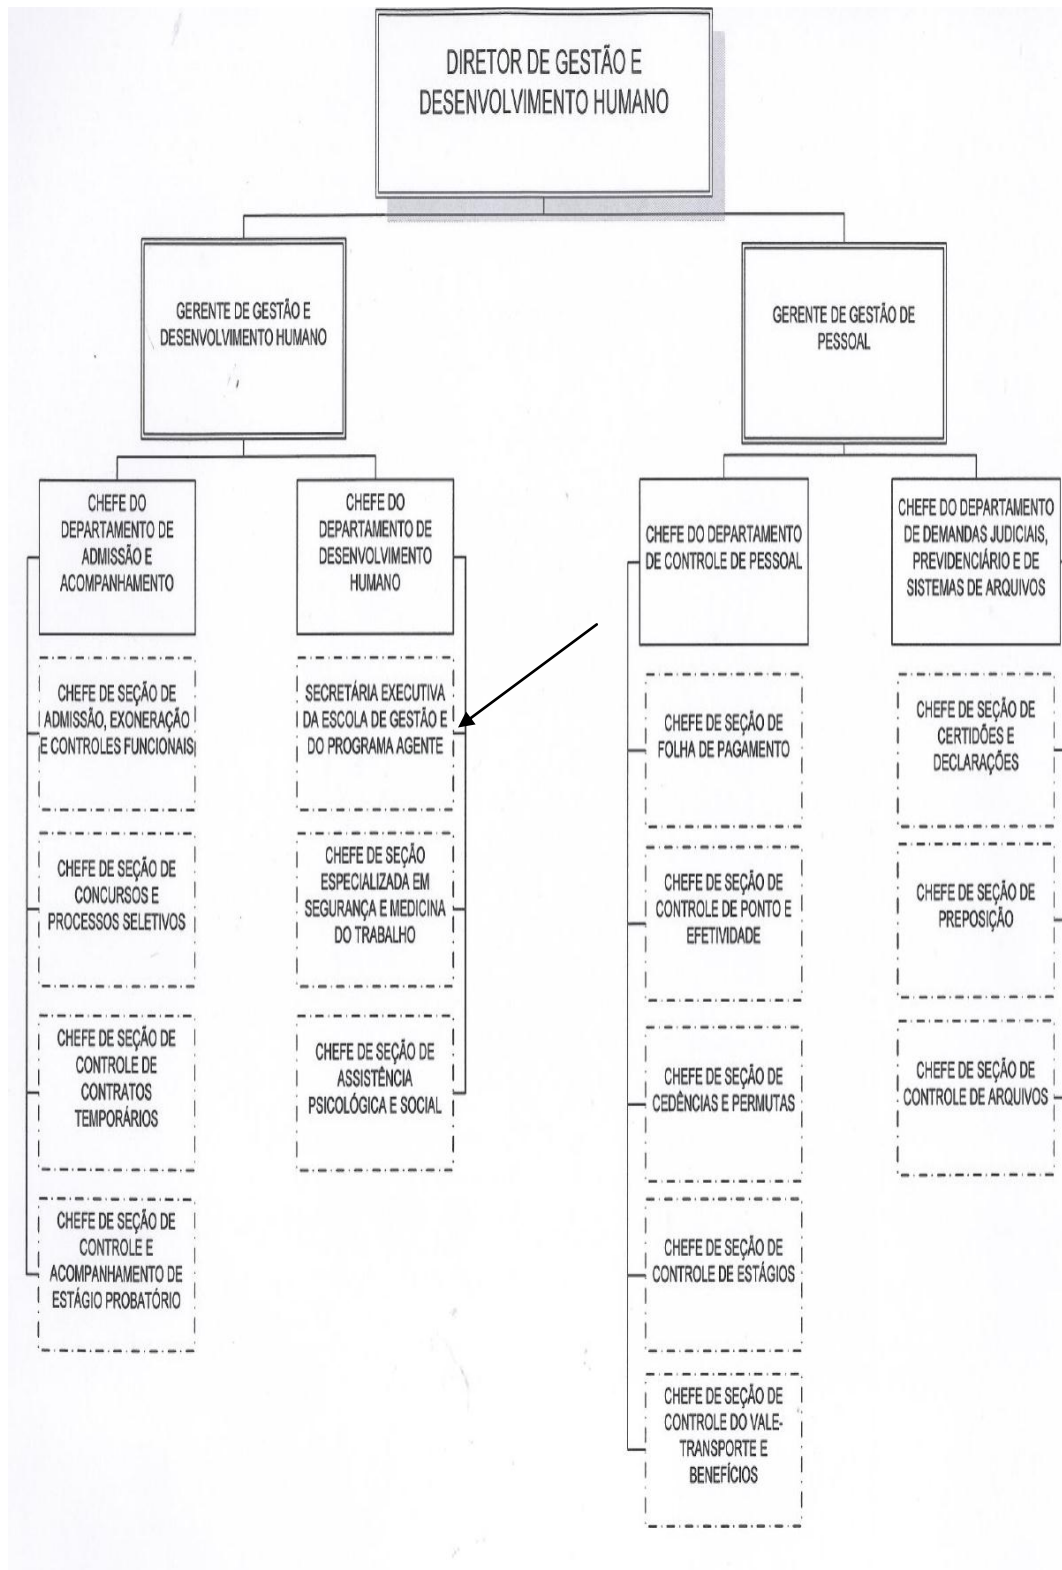 DIRETOR DE GESTÃO E
DESENVOLVIMENTO HUMANO
GERENTE DE GESTÃO E
DESENVOLVIMENTO HUMANO
GERENTE DE GESTÃO DE
PESSOAL
CHEFE DO
DEPARTAMENTO DE
ADMISSÃO E
ACOMPANHAMENTO
CHEFE DE SEÇÃO DE
ADMISSÃO, EXONERAÇÃO
E CONTROLES FUNCIONAIS
CHEFE DE SEÇÃO DE
CONCURSOS E
PROCESSOS SELETIVOS
CHEFE DE SEÇÃO DE
CONTROLE DE
CONTRATOS
TEMPORÁRIOS
CHEFE DE SEÇÃO DE
CONTROLE E
ACOMPANHAMENTO DE
ESTÁGIO PROBATÓRIO
CHEFE DO
DEPARTAMENTO DE
DESENVOLVIMENTO
HUMANO
SECRETÁRIA EXECUTIVA
DA ESCOLA DE GESTÃO E
DO PROGRAMA AGENTE
CHEFE DE SEÇÃO
ESPECIALIZADA EM
SEGURANÇA E MEDICINA
DO TRABALHO
CHEFE DE SEÇÃO DE
ASSISTÊNCIA
PSICOLÓGICA E SOCIAL
CHEFE DO DEPARTAMENTO
DE CONTROLE DE PESSOAL
CHEFE DE SEÇÃO DE
FOLHA DE PAGAMENTO
CHEFE DE SEÇÃO DE
CONTROLE DE PONTO E
EFETIVIDADE
CHEFE DE SEÇÃO DE
CEDÊNCIAS E PERMUTAS
CHEFE DE SEÇÃO DE
CONTROLE DE ESTÁGIOS
CHEFE DE SEÇÃO DE
CONTROLE DO VALE-
TRANSPORTE E
BENEFÍCIOS
CHEFE DO DEPARTAMENTO
DE DEMANDAS JUDICIAIS,
PREVIDENCIÁRIO E DE
SISTEMAS DE ARQUIVOS
CHEFE DE SEÇÃO DE
CERTIDÕES E
DECLARAÇÕES
CHEFE DE SEÇÃO DE
PREPOSIÇÃO
CHEFE DE SEÇÃO DE
CONTROLE DE ARQUIVOS